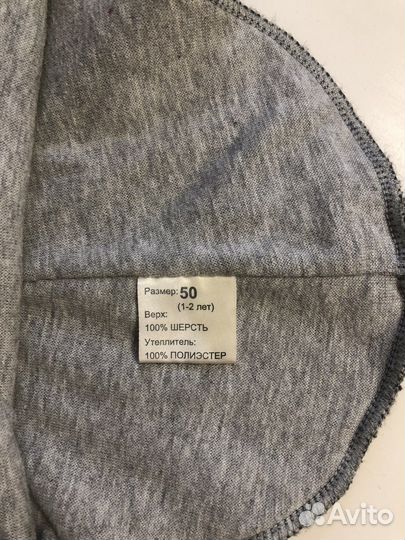 Размер: 50
(1-2 лет)
Верх:
100% ШЕРСТЬ
Утеплитель:
100% ПОЛИЭСТЕР
Avito